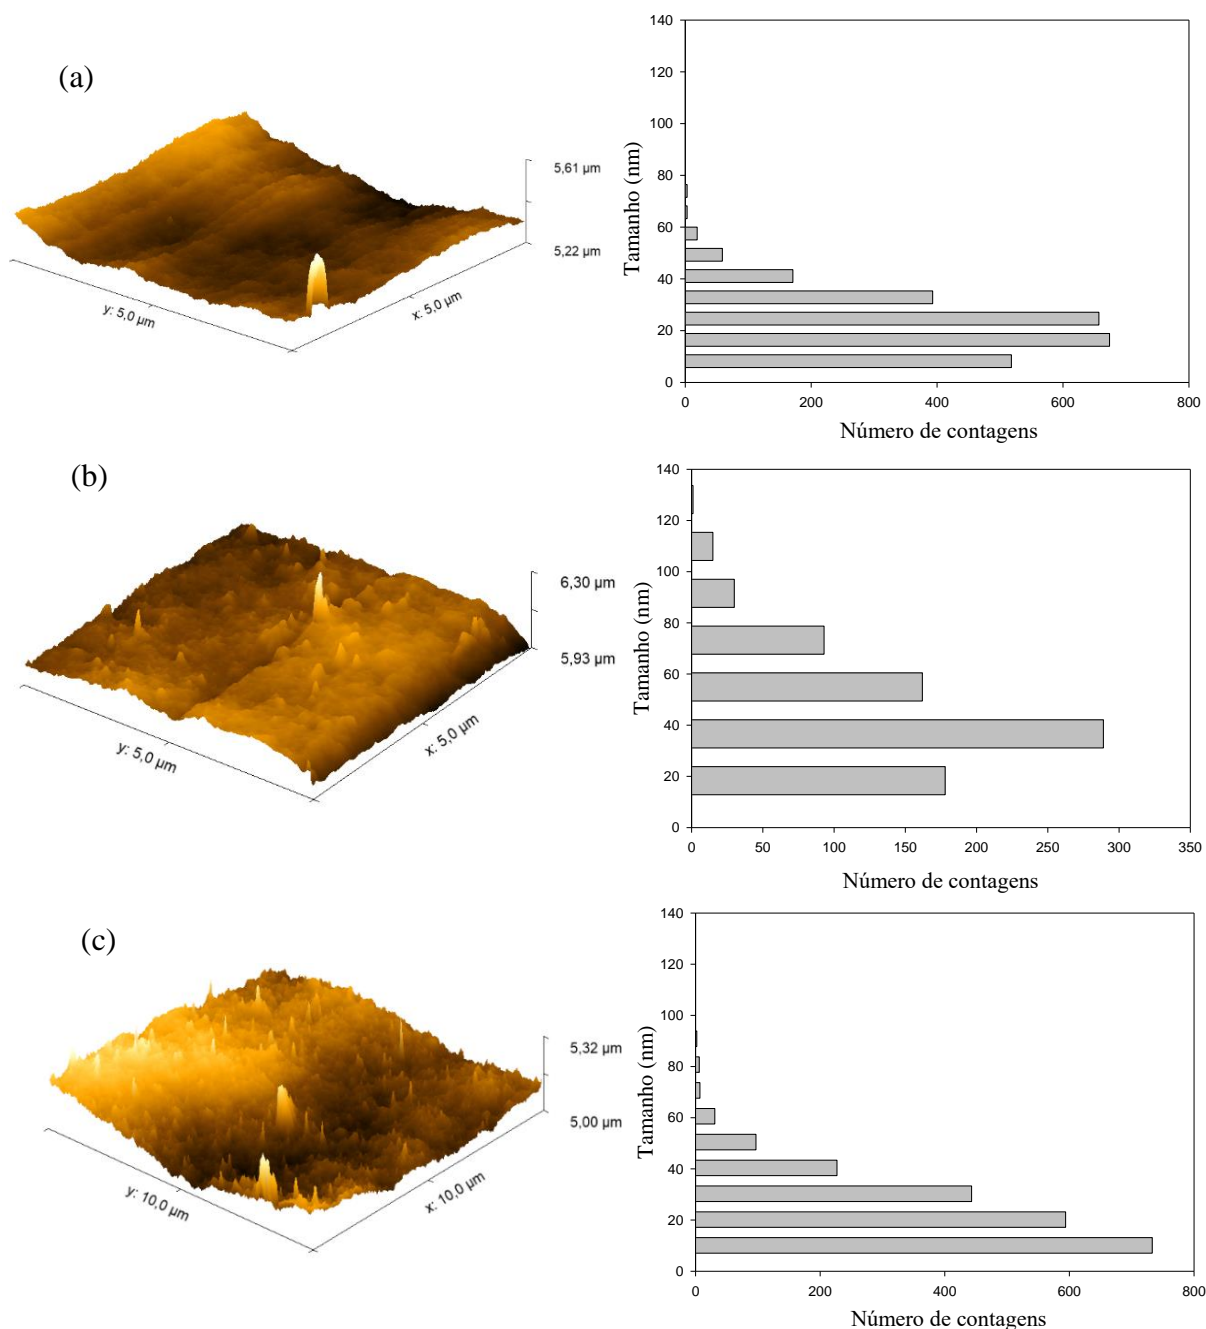 (a)
5,61 µm
5,22 µm
y: 5,0 µm
x: 5,0 µm
Tamanho (nm)
140
120
100
80
60
40
20
0
0 200 400 600 800
Número de contagens
(b)
6,30 µm
5,93 µm
y: 5,0 µm
x: 5,0 µm
Tamanho (nm)
140
120
100
80
60
40
20
0
0 50 100 150 200 250 300 350
Número de contagens
(c)
5,32 µm
5,00 µm
y: 10,0 µm
x: 10,0 µm
Tamanho (nm)
140
120
100
80
60
40
20
0
0 200 400 600 800
Número de contagens